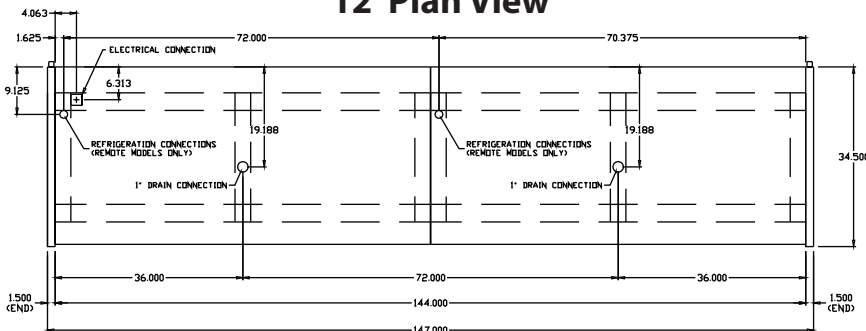 12' Plan View
4.063
1.625
72.000
70.375
ELECTRICAL CONNECTION
9.125
6.313
19.188
19.188
REFRIGERATION CONNECTIONS
(REMOTE MODELS ONLY)
REFRIGERATION CONNECTIONS
(REMOTE MODELS ONLY)
34.500
1" DRAIN CONNECTION
1" DRAIN CONNECTION
36.000
72.000
36.000
1.500
(END)
144.000
1.500
(END)
147.000